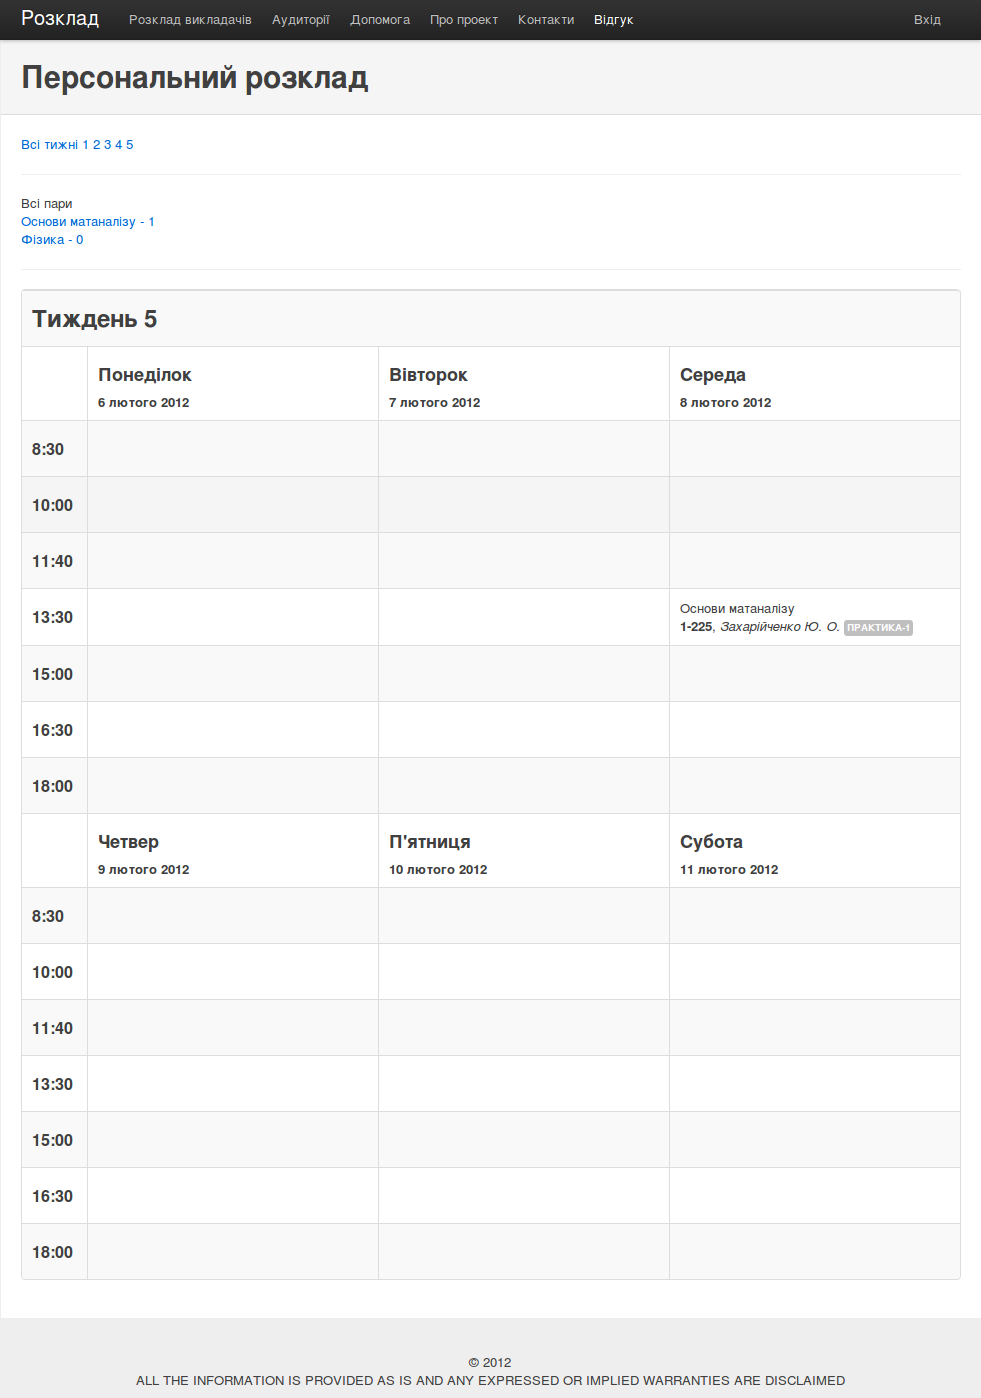 Розклад Розклад викладачів Аудиторії Допомога Про проект Контакти Відгук Вхід
Персональний розклад
Всі тижні 1 2 3 4 5
Всі пари
Основи матаналізу - 1
Фізика - 0
Тиждень 5
Понеділок Вівторок Середа
6 лютого 2012 7 лютого 2012 8 лютого 2012
8:30
10:00
11:40
13:30 Основи матаналізу
1-225, Захарійченко Ю. О. ПРАКТИКА-1
15:00
16:30
18:00
Четвер П'ятниця Субота
9 лютого 2012 10 лютого 2012 11 лютого 2012
8:30
10:00
11:40
13:30
15:00
16:30
18:00
© 2012
ALL THE INFORMATION IS PROVIDED AS IS AND ANY EXPRESSED OR IMPLIED WARRANTIES ARE DISCLAIMED